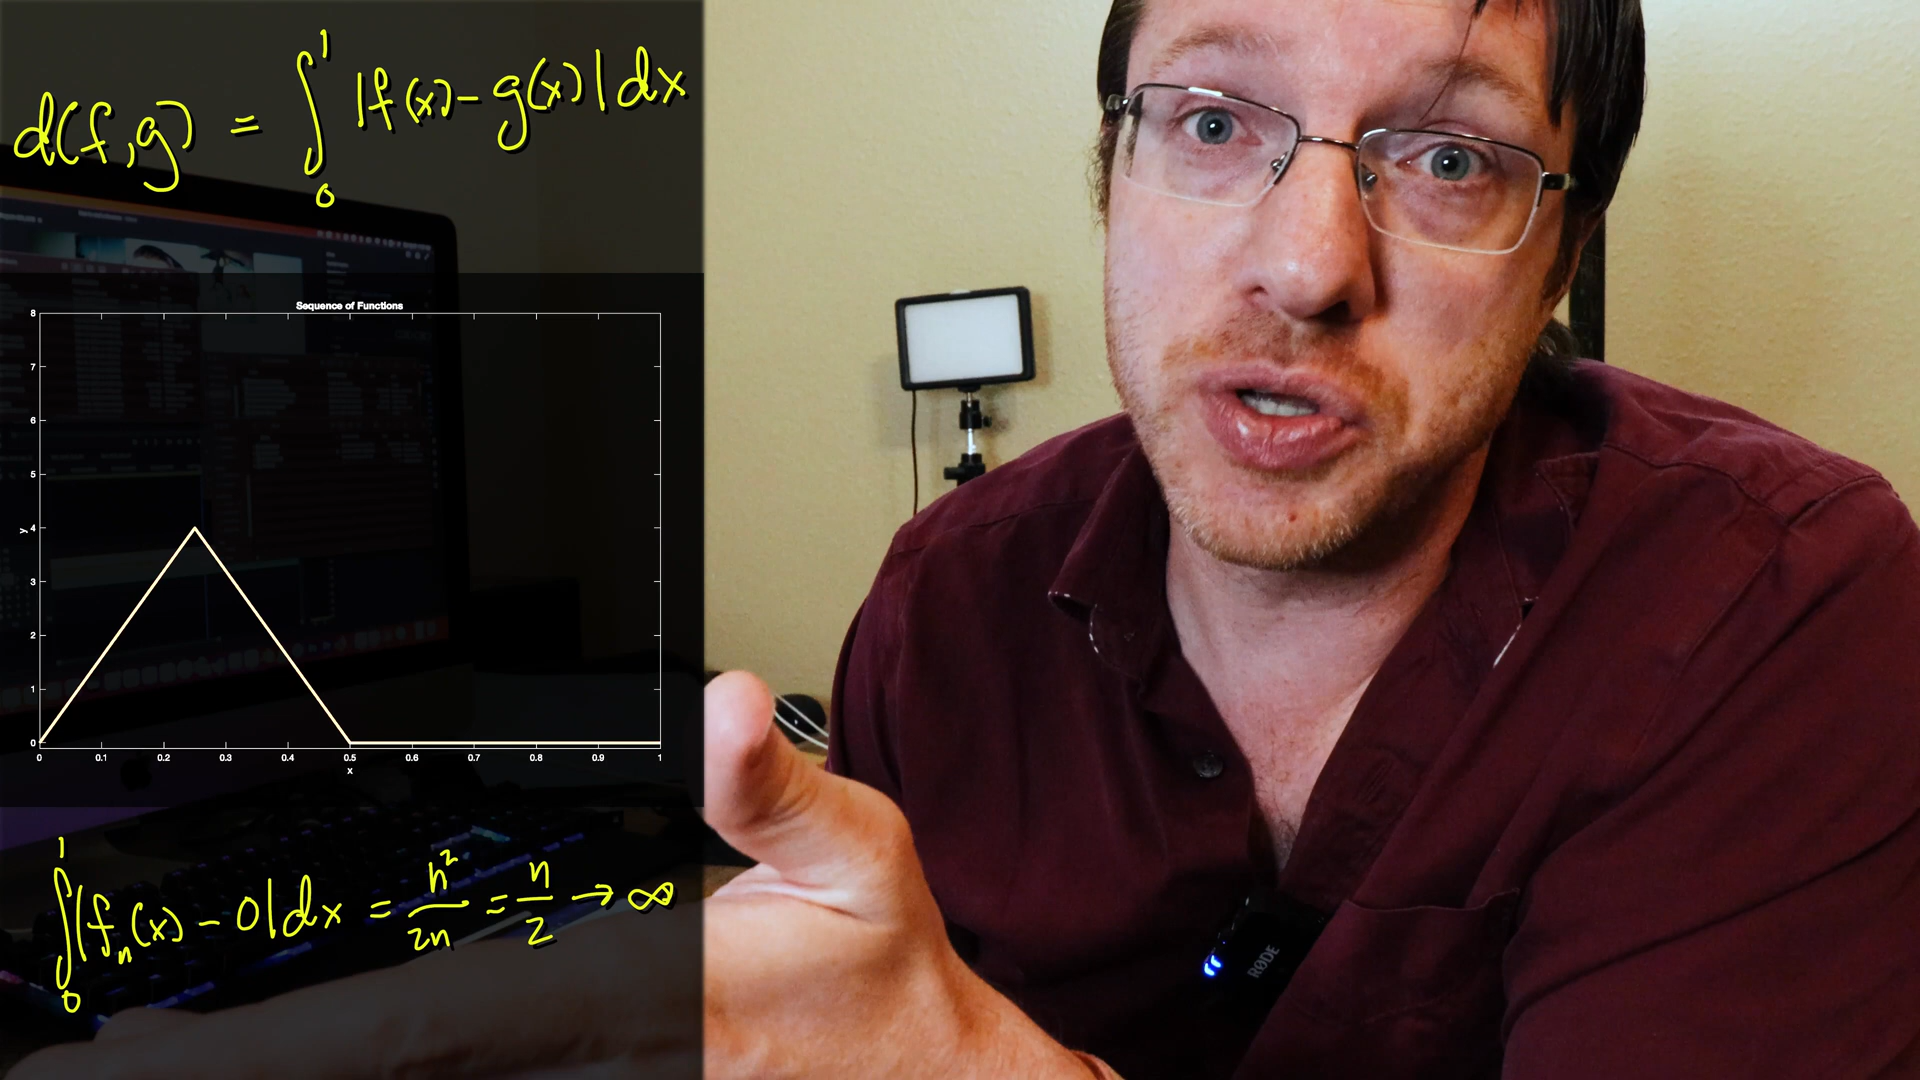 d(f,g) = ∫₀¹ |f(x)-g(x)|dx
Sequence of Functions
8
7
6
5
y 4
3
2
1
0
0 0.1 0.2 0.3 0.4 0.5 0.6 0.7 0.8 0.9 1
x
∫₀¹ |fₙ(x) - 0|dx = n²/2n = n/2 → ∞
RØDE